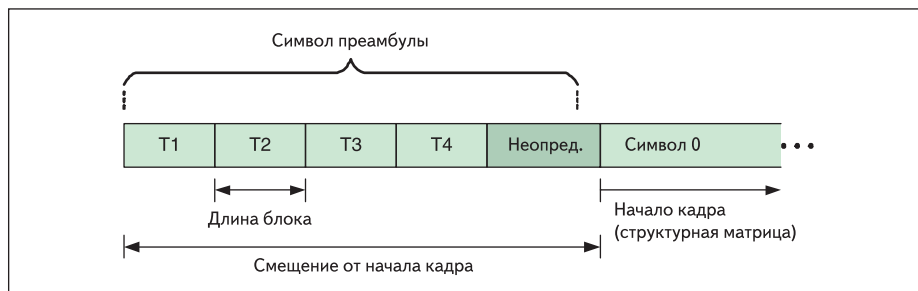 Символ преамбулы
T1 T2 T3 T4 Неопред. Символ 0
Длина блока
Начало кадра
(структурная матрица)
Смещение от начала кадра